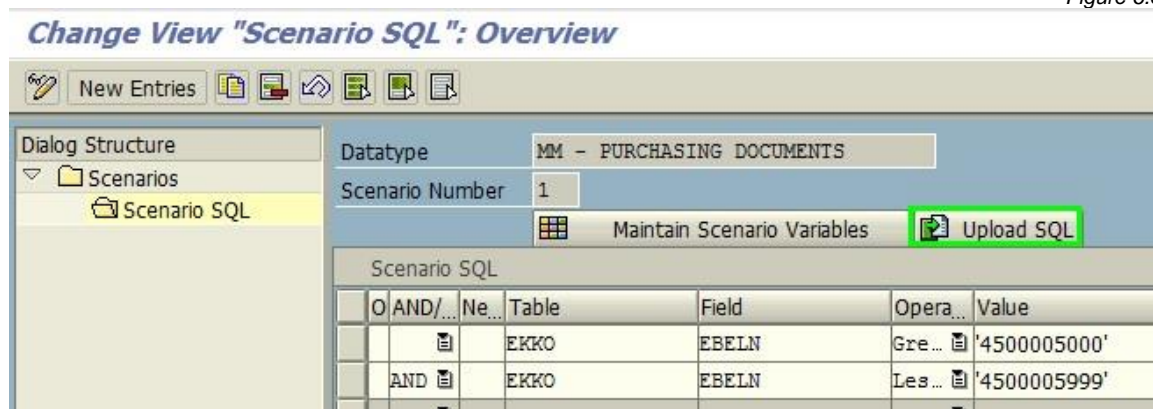 Change View "Scenario SQL": Overview
New Entries
Dialog Structure
Scenarios
Scenario SQL
Datatype MM - PURCHASING DOCUMENTS
Scenario Number 1
Maintain Scenario Variables Upload SQL
Scenario SQL
O AND/... Ne... Table Field Opera... Value
EKKO EBELN Gre... '4500005000'
AND EKKO EBELN Les... '4500005999'